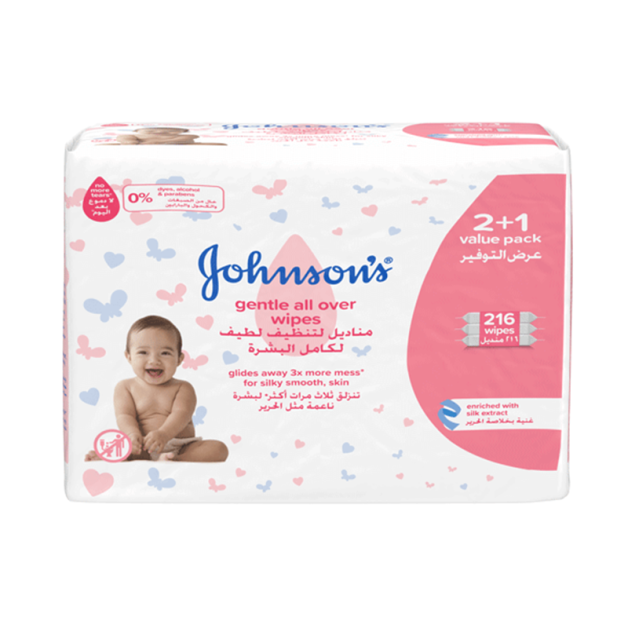 Johnson's
216
no
more
tears
لا دموع
بعد
اليوم
0%
dyes, alcohol
& parabens
خال من الصبغات
والكحول والبارابين
Johnson's®
gentle all over
wipes
مناديل لتنظيف لطيف
لكامل البشرة
glides away 3x more mess*
for silky smooth, skin
تنزلق ثلاث مرات أكثر* لبشرة
ناعمة مثل الحرير
2+1
value pack
عرض التوفير
216
wipes
٢١٦ منديل
enriched with
silk extract
غنية بخلاصة الحرير